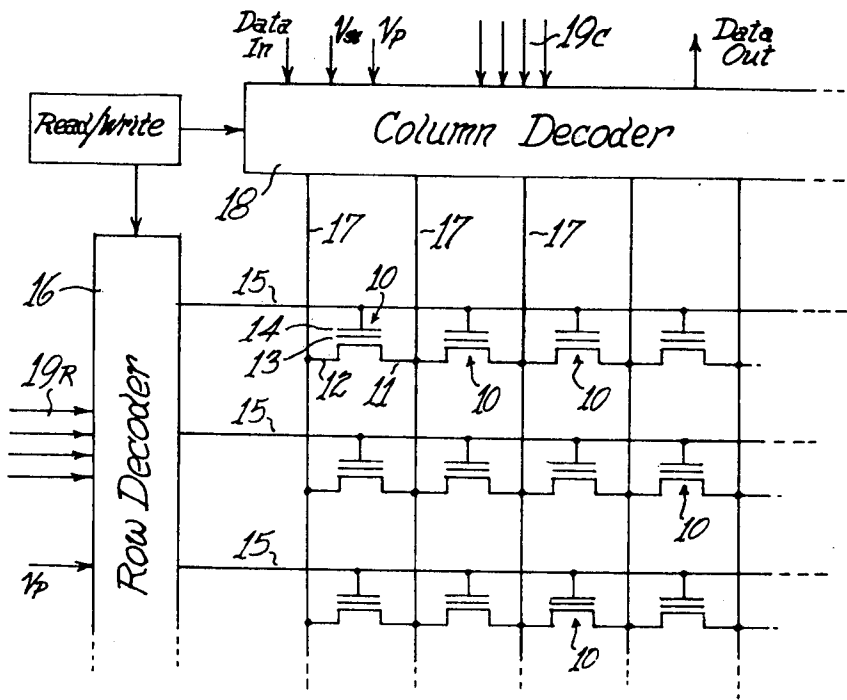 Data In
Vss
Vp
19C
Data Out
Read/Write
Column Decoder
18
17
17
17
16
15
10
14
13
12
11
10
10
19R
15
10
Row Decoder
15
Vp
10